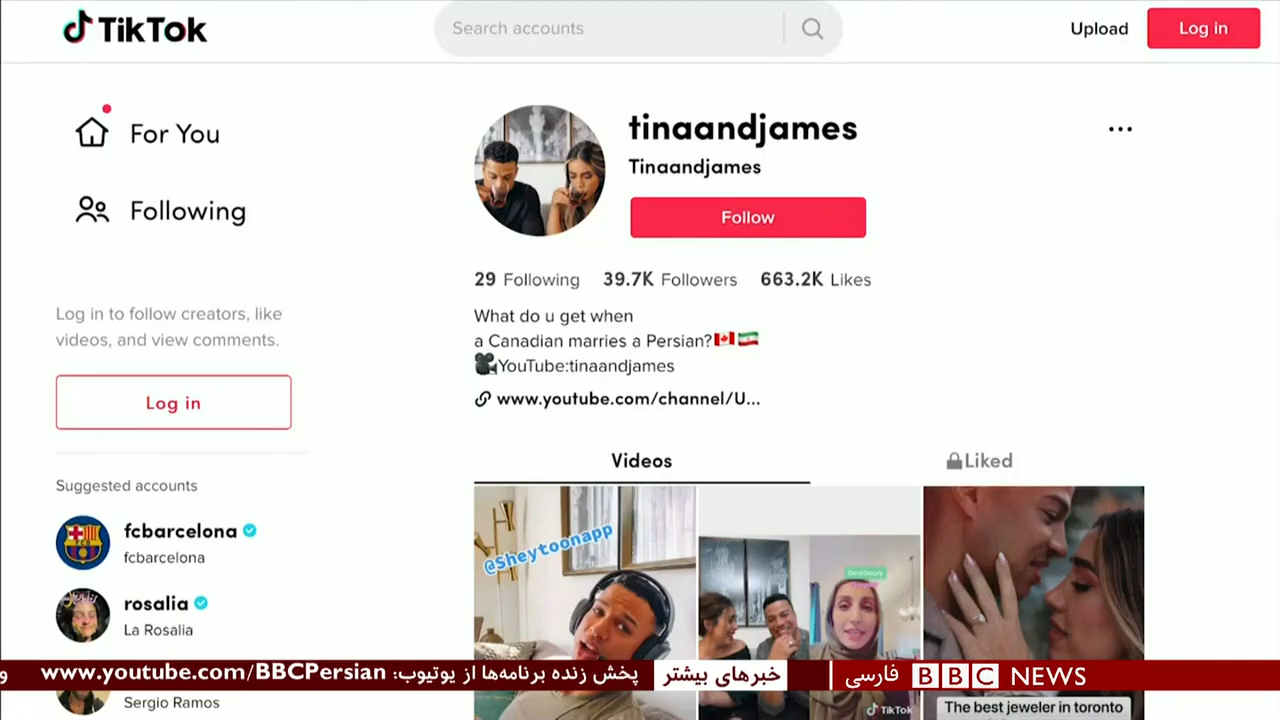 TikTok
Search accounts
Upload
Log in
For You
Following
tinaandjames
Tinaandjames
Follow
29 Following 39.7K Followers 663.2K Likes
What do u get when
a Canadian marries a Persian?🇨🇦🇮🇷
🎥YouTube:tinaandjames
www.youtube.com/channel/U...
Log in to follow creators, like
videos, and view comments.
Log in
Videos
Liked
Suggested accounts
fcbarcelona
fcbarcelona
rosalia
La Rosalia
Sergio Ramos
@Sheytoonapp
TikTok
The best jeweler in toronto
BBC NEWS فارسی
خبرهای بیشتر
پخش زنده برنامه‌ها از یوتیوب: www.youtube.com/BBCPersian
و